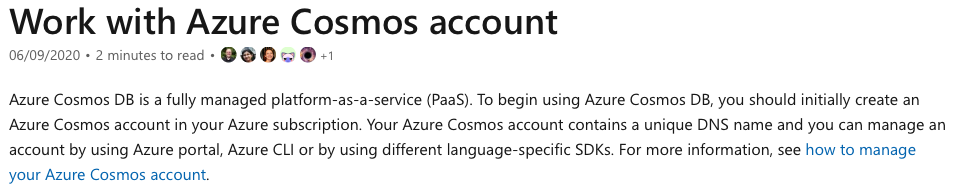 Work with Azure Cosmos account
06/09/2020 • 2 minutes to read • +1
Azure Cosmos DB is a fully managed platform-as-a-service (PaaS). To begin using Azure Cosmos DB, you should initially create an
Azure Cosmos account in your Azure subscription. Your Azure Cosmos account contains a unique DNS name and you can manage an
account by using Azure portal, Azure CLI or by using different language-specific SDKs. For more information, see how to manage
your Azure Cosmos account.